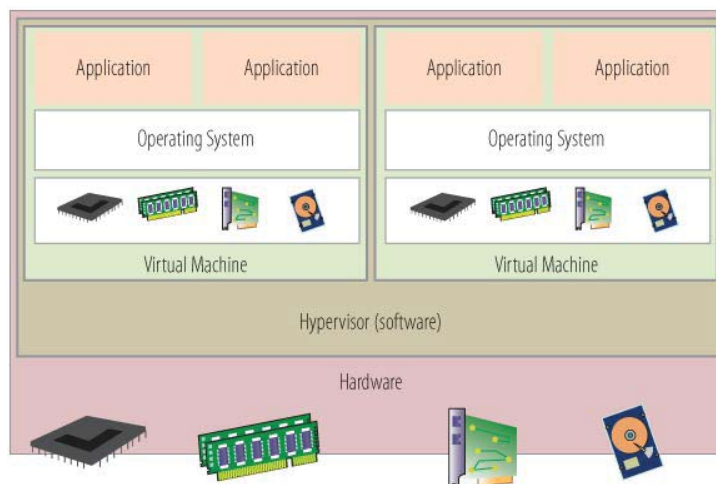 Application Application Application Application
Operating System Operating System
Virtual Machine Virtual Machine
Hypervisor (software)
Hardware